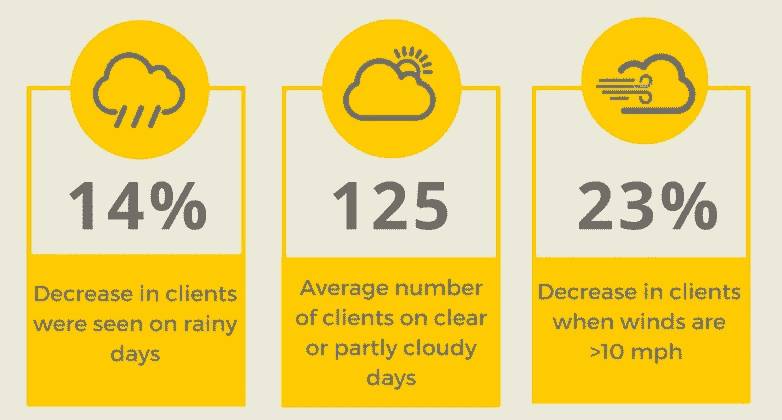 14%
Decrease in clients
were seen on rainy
days
125
Average number
of clients on clear
or partly cloudy
days
23%
Decrease in clients
when winds are
>10 mph